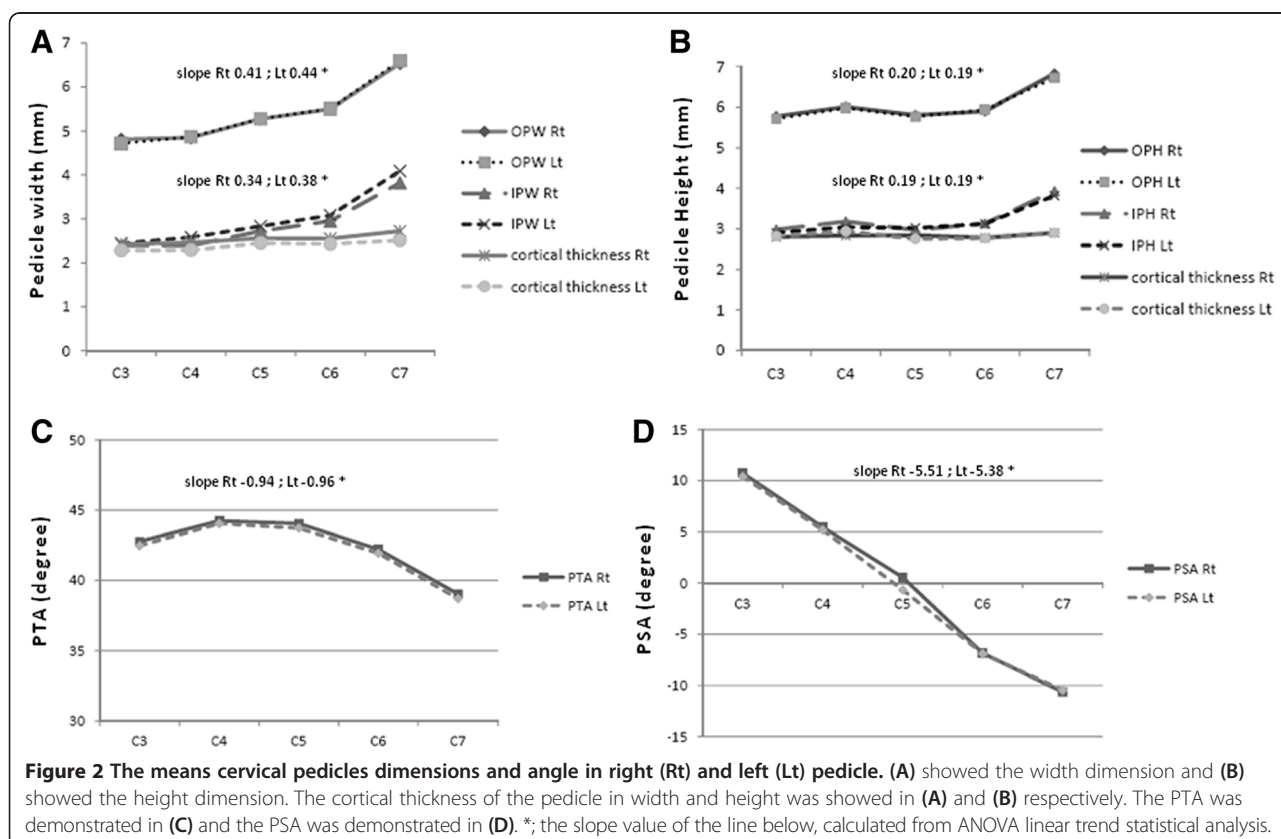 A
7
6
5
4
3
2
1
0
Pedicle width (mm)
slope Rt 0.41 ; Lt 0.44 *
slope Rt 0.34 ; Lt 0.38 *
C3 C4 C5 C6 C7
OPW Rt
OPW Lt
IPW Rt
IPW Lt
cortical thickness Rt
cortical thickness Lt
B
7
6
5
4
3
2
1
0
Pedicle Height (mm)
slope Rt 0.20 ; Lt 0.19 *
slope Rt 0.19 ; Lt 0.19 *
C3 C4 C5 C6 C7
OPH Rt
OPH Lt
IPH Rt
IPH Lt
cortical thickness Rt
cortical thickness Lt
C
50
45
40
35
30
PTA (degree)
slope Rt -0.94 ; Lt -0.96 *
C3 C4 C5 C6 C7
PTA Rt
PTA Lt
D
15
10
5
0
-5
-10
-15
PSA (degree)
slope Rt -5.51 ; Lt -5.38 *
C3 C4 C5 C6 C7
PSA Rt
PSA Lt
Figure 2 The means cervical pedicles dimensions and angle in right (Rt) and left (Lt) pedicle. (A) showed the width dimension and (B)
showed the height dimension. The cortical thickness of the pedicle in width and height was showed in (A) and (B) respectively. The PTA was
demonstrated in (C) and the PSA was demonstrated in (D). *; the slope value of the line below, calculated from ANOVA linear trend statistical analysis.